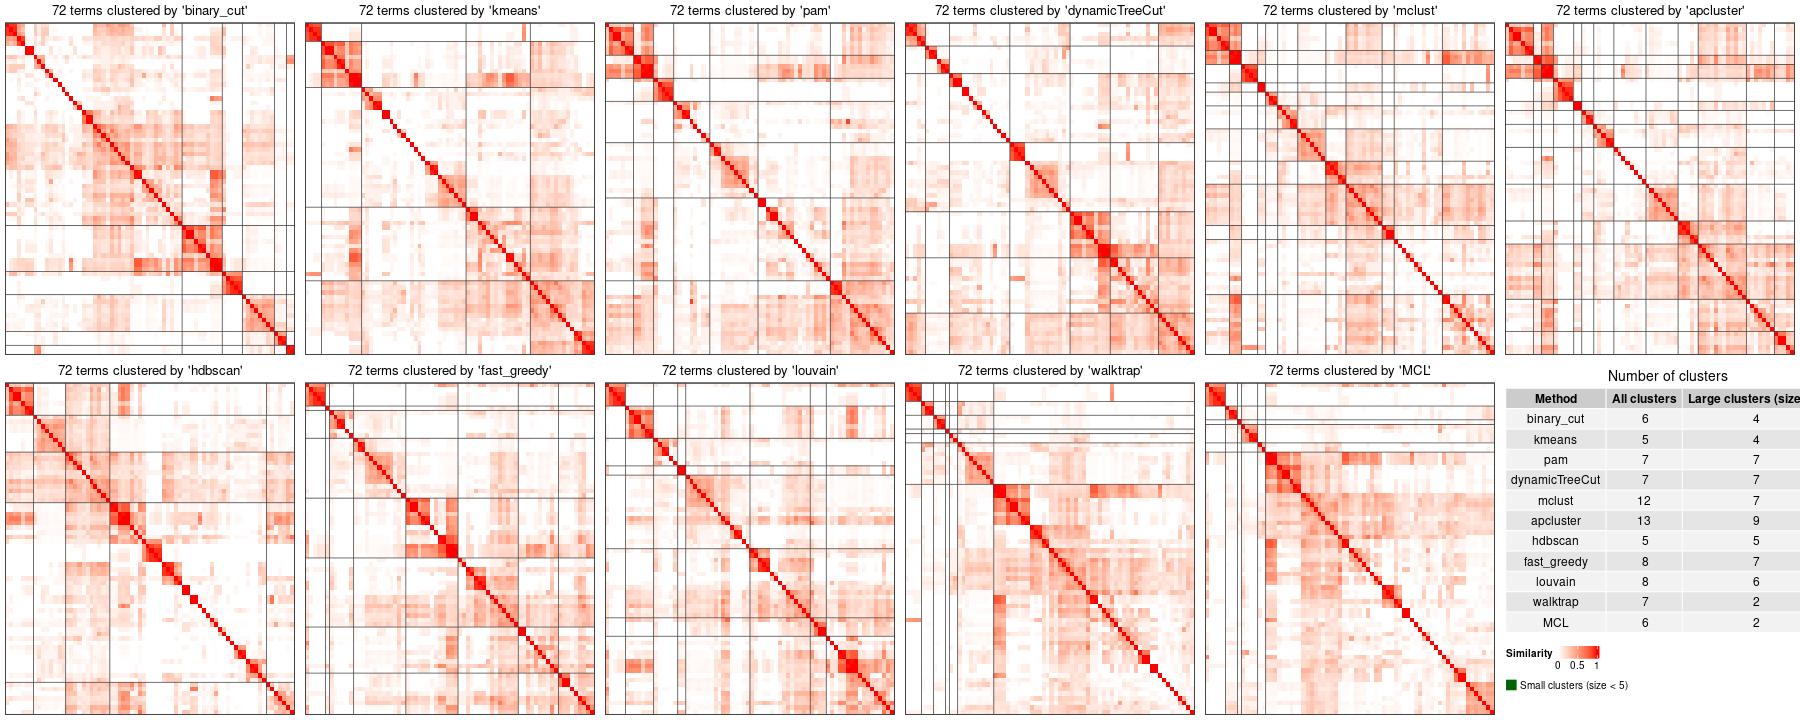 72 terms clustered by 'binary_cut'
72 terms clustered by 'kmeans'
72 terms clustered by 'pam'
72 terms clustered by 'dynamicTreeCut'
72 terms clustered by 'mclust'
72 terms clustered by 'apcluster'
72 terms clustered by 'hdbscan'
72 terms clustered by 'fast_greedy'
72 terms clustered by 'louvain'
72 terms clustered by 'walktrap'
72 terms clustered by 'MCL'
Number of clusters
Method All clusters Large clusters (size
binary_cut 6 4
kmeans 5 4
pam 7 7
dynamicTreeCut 7 7
mclust 12 7
apcluster 13 9
hdbscan 5 5
fast_greedy 8 7
louvain 8 6
walktrap 7 2
MCL 6 2
Similarity
0 0.5 1
Small clusters (size < 5)